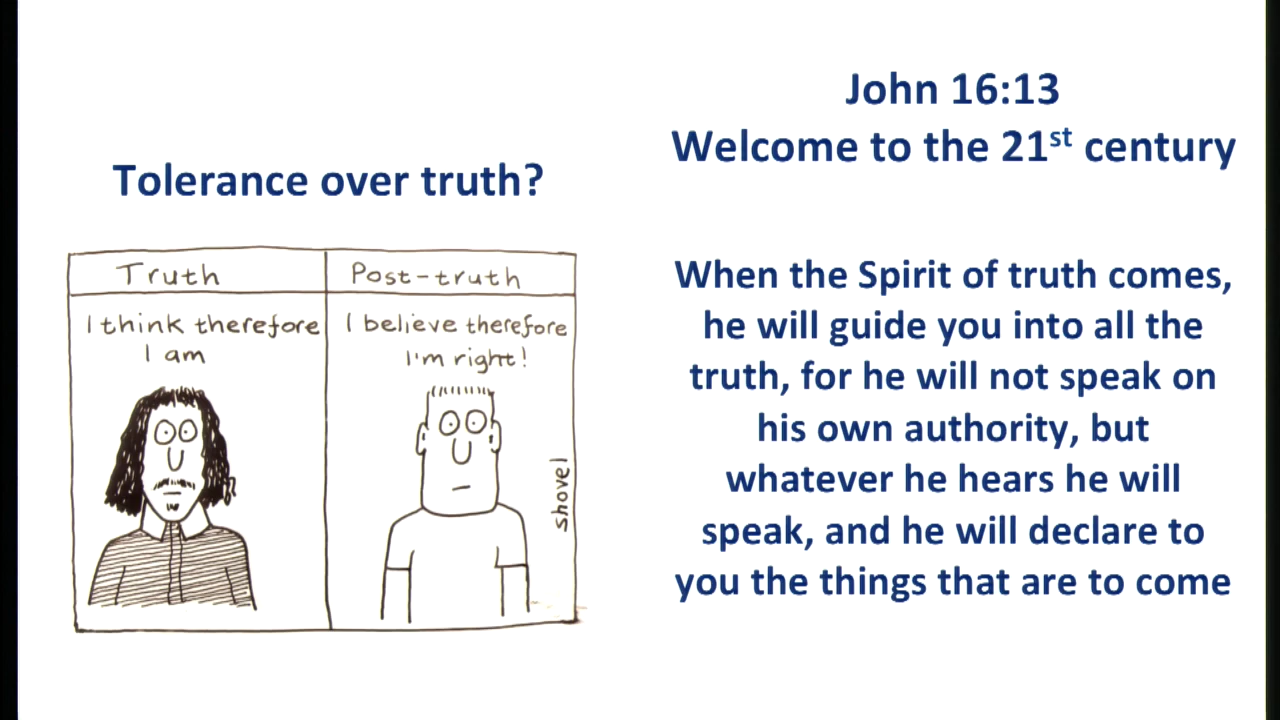 Tolerance over truth?
Truth
I think therefore
I am
Post-truth
I believe therefore
I'm right!
shovel
John 16:13
Welcome to the 21st century
When the Spirit of truth comes,
he will guide you into all the
truth, for he will not speak on
his own authority, but
whatever he hears he will
speak, and he will declare to
you the things that are to come